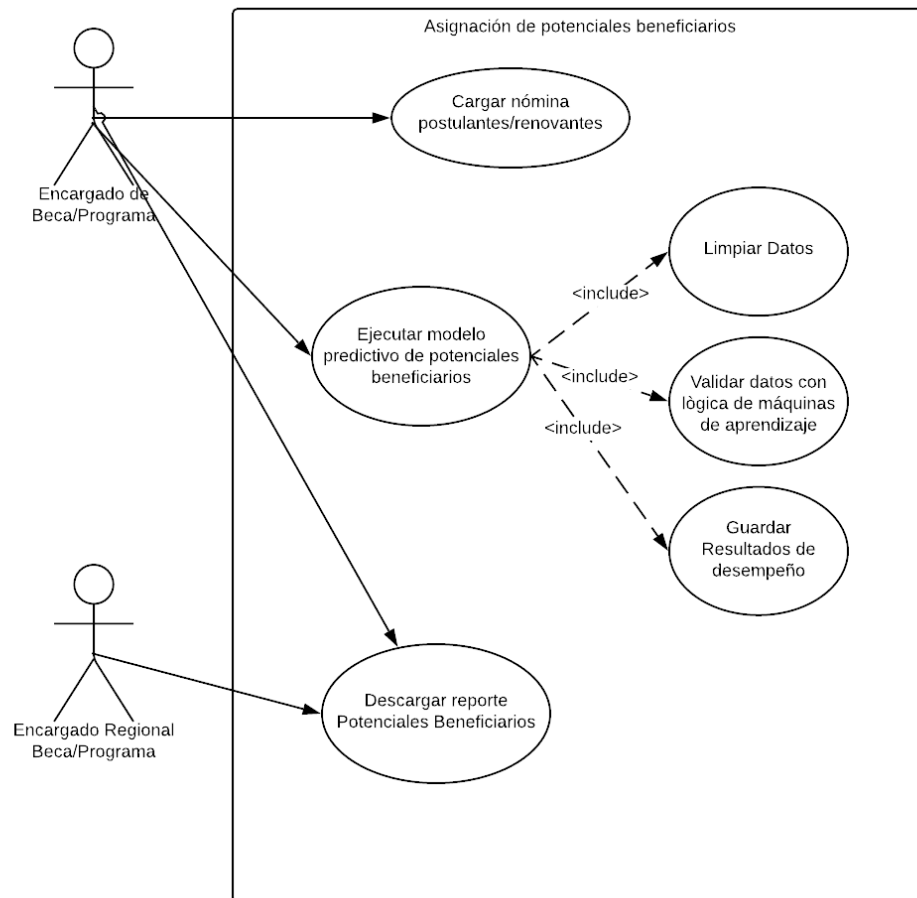 Asignación de potenciales beneficiarios
Cargar nómina
postulantes/renovantes
Encargado de
Beca/Programa
Limpiar Datos
<include>
Ejecutar modelo
predictivo de potenciales
beneficiarios
<include>
Validar datos con
lògica de máquinas
de aprendizaje
<include>
Guardar
Resultados de
desempeño
Descargar reporte
Potenciales Beneficiarios
Encargado Regional
Beca/Programa